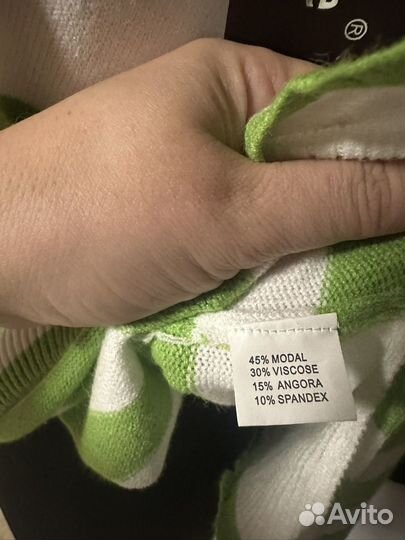 ®
45% MODAL
30% VISCOSE
15% ANGORA
10% SPANDEX
Avito